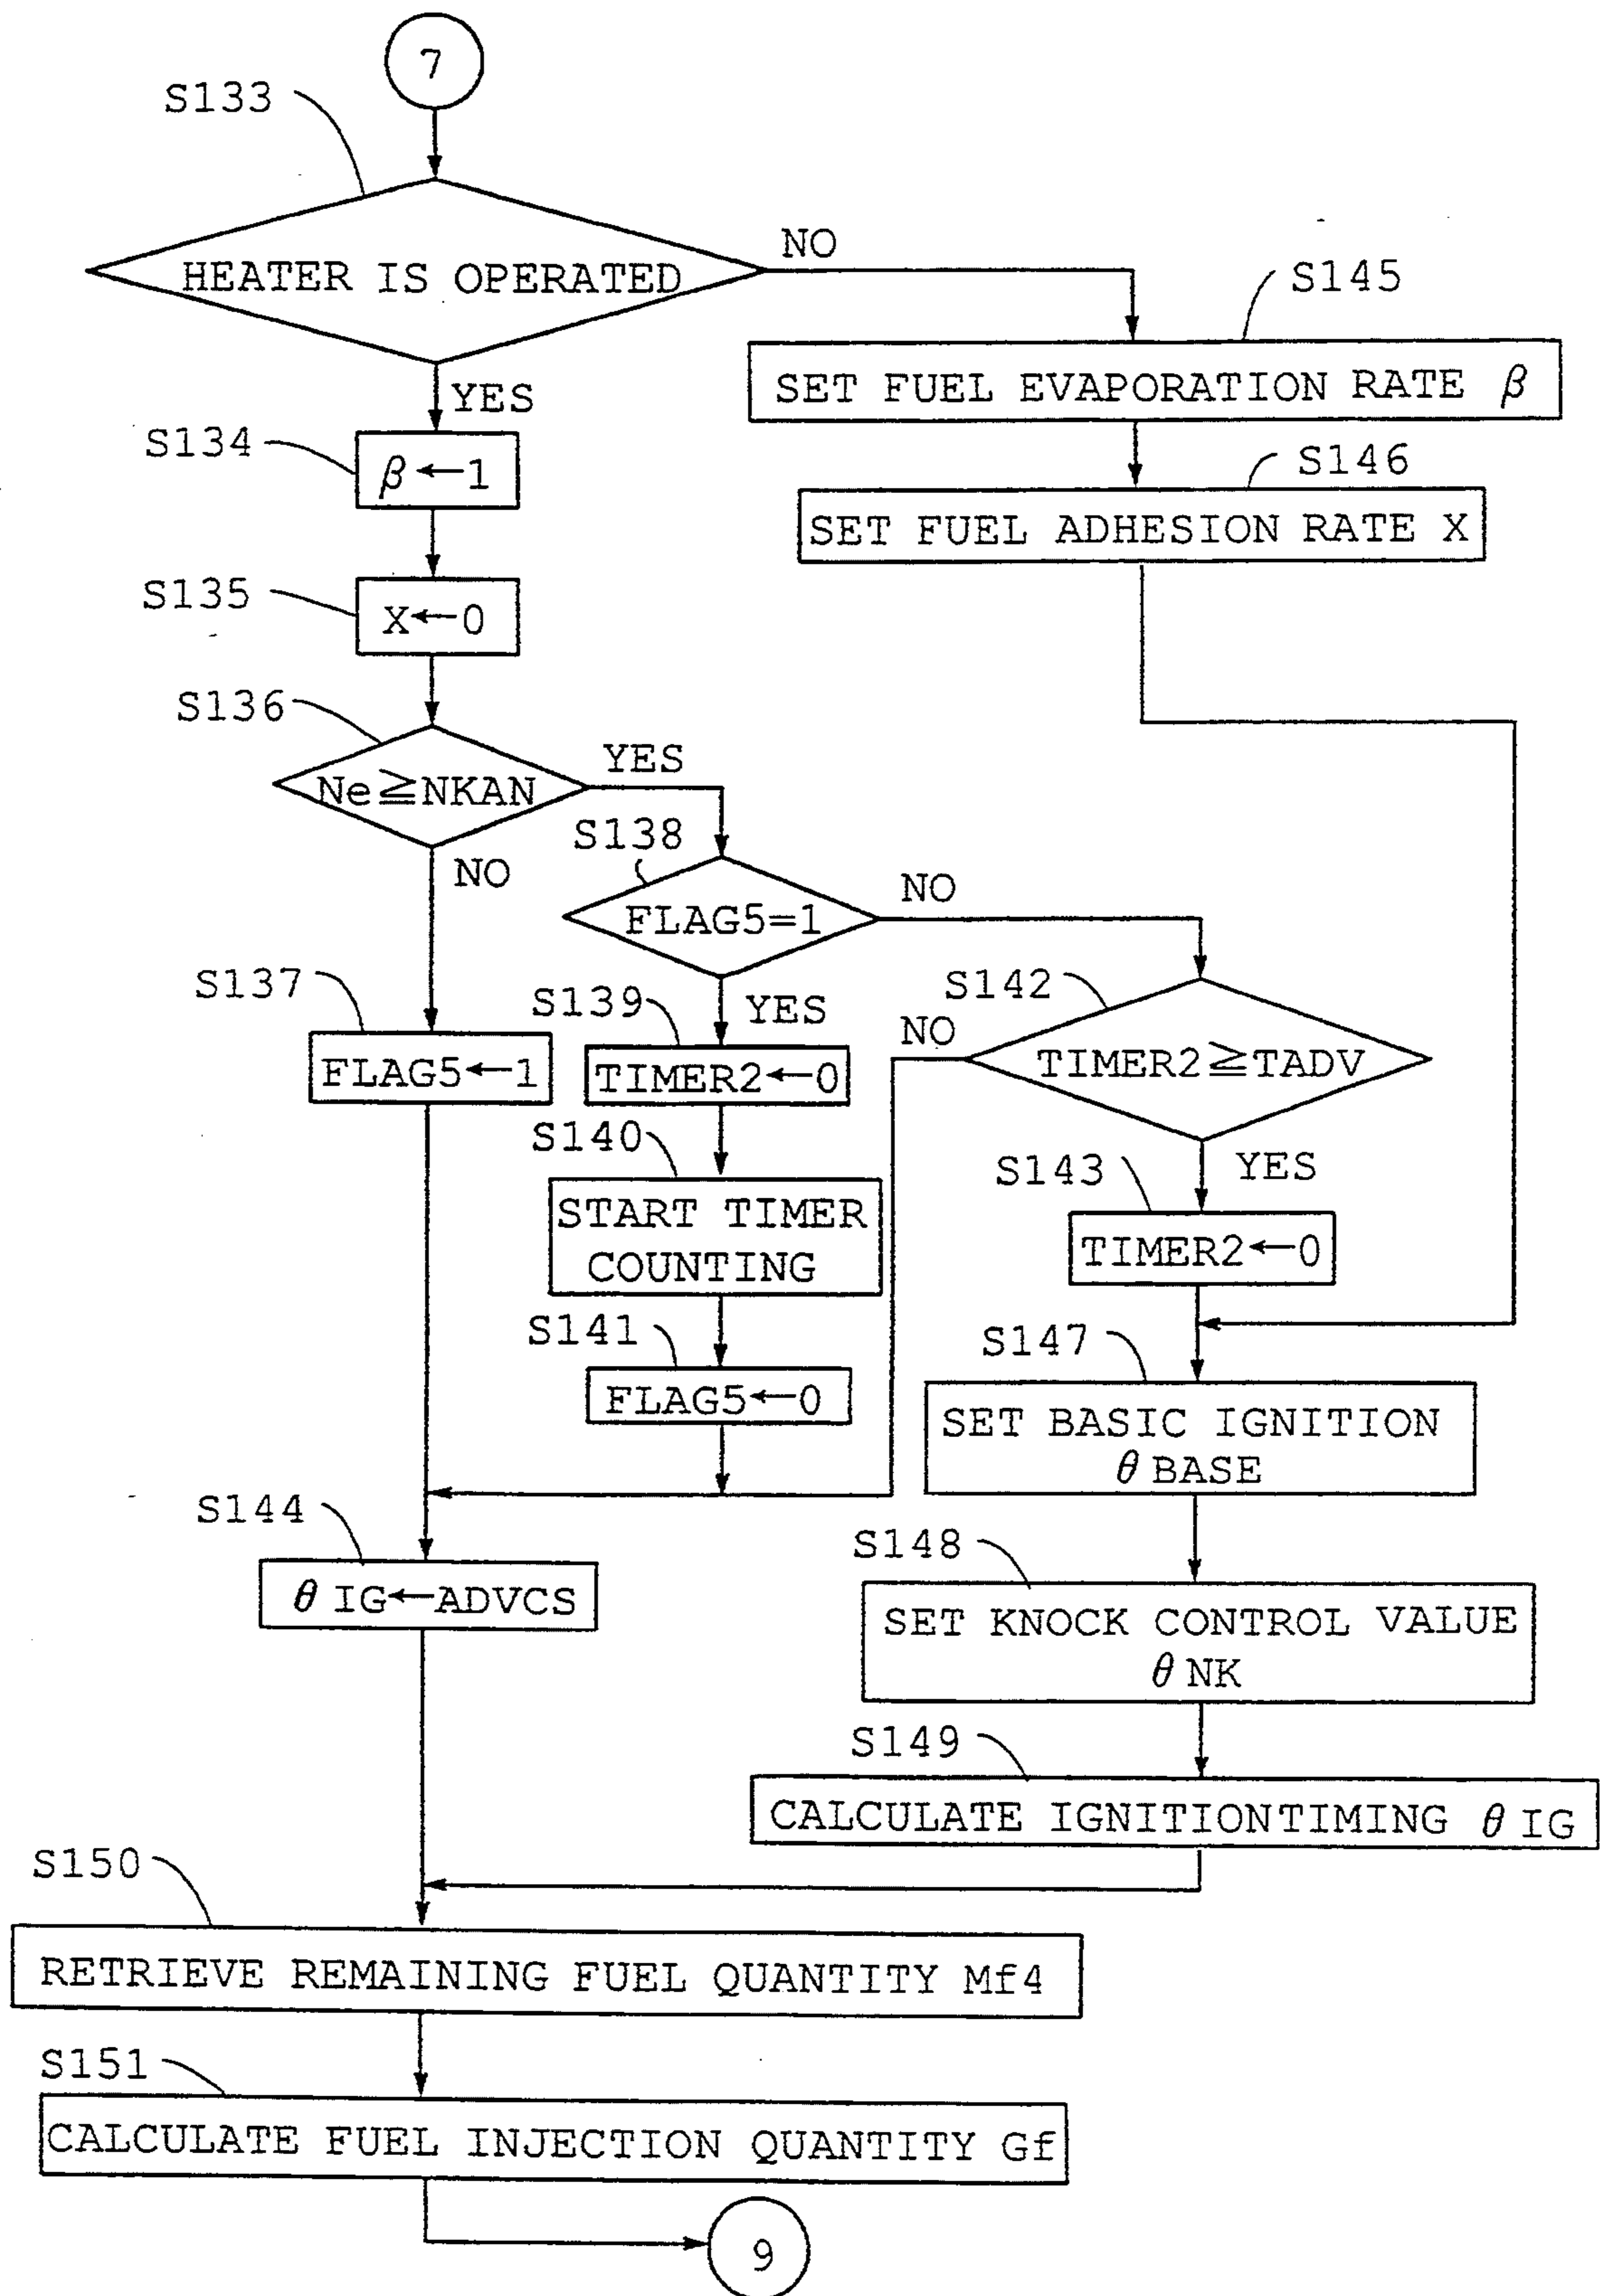 7
S133
HEATER IS OPERATED
NO
YES
S145
SET FUEL EVAPORATION RATE β
S134
β←1
S146
SET FUEL ADHESION RATE X
S135
X←0
S136
Ne≧NKAN
YES
NO
S138
FLAG5=1
NO
YES
S137
FLAG5←1
S139
TIMER2←0
S142
NO
TIMER2≧TADV
YES
S140
START TIMER
COUNTING
S143
TIMER2←0
S141
FLAG5←0
S147
SET BASIC IGNITION
θ BASE
S144
θ IG←ADVCS
S148
SET KNOCK CONTROL VALUE
θ NK
S149
CALCULATE IGNITIONTIMING θ IG
S150
RETRIEVE REMAINING FUEL QUANTITY Mf4
S151
CALCULATE FUEL INJECTION QUANTITY Gf
9